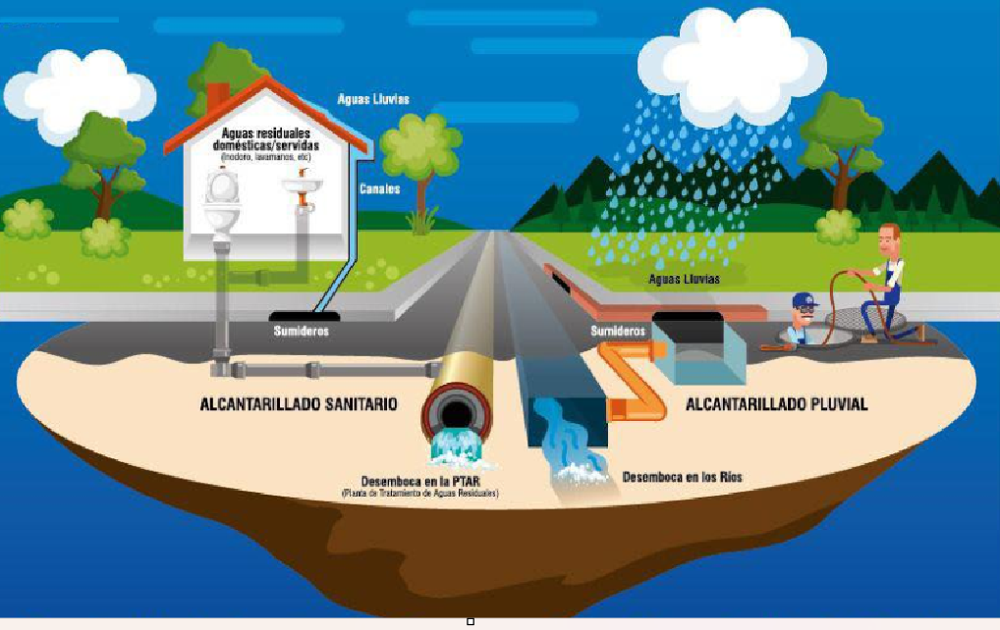 Aguas Lluvias
Aguas residuales
domésticas/servidas
(Inodoro, lavamanos, etc)
Canales
Aguas Lluvias
Sumideros
Sumideros
ALCANTARILLADO SANITARIO
ALCANTARILLADO PLUVIAL
Desemboca en la PTAR
(Planta de Tratamiento de Aguas Residuales)
Desemboca en los Ríos